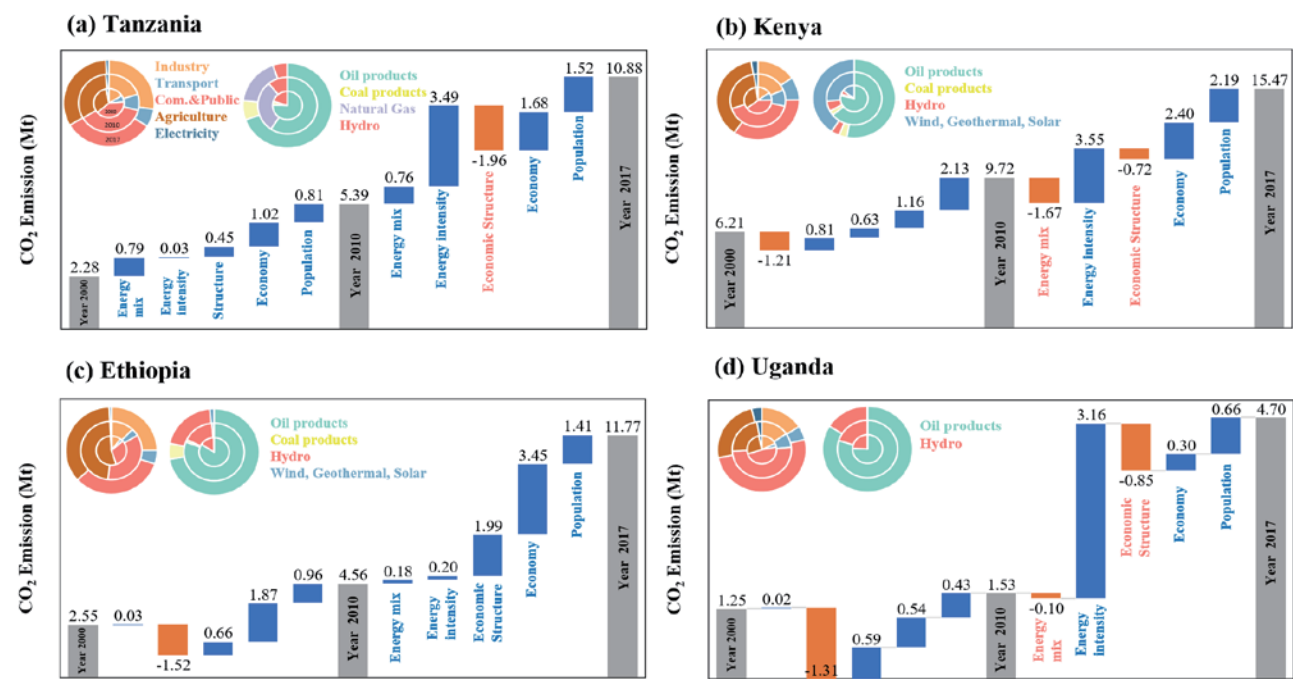 (a) Tanzania
CO2 Emission (Mt)
Industry
Transport
Com.&Public
Agriculture
Electricity
2010
2017
Oil products
Coal products
Natural Gas
Hydro
2.28
0.79
0.03
0.45
1.02
0.81
5.39
0.76
3.49
-1.96
1.68
1.52
10.88
Year 2000
Energy mix
Energy intensity
Structure
Economy
Population
Year 2010
Energy mix
Energy intensity
Economic Structure
Economy
Population
Year 2017
(b) Kenya
CO2 Emission (Mt)
Oil products
Coal products
Hydro
Wind, Geothermal, Solar
6.21
-1.21
0.81
0.63
1.16
2.13
9.72
-1.67
3.55
-0.72
2.40
2.19
15.47
Year 2000
Year 2010
Energy mix
Energy intensity
Economic Structure
Economy
Population
Year 2017
(c) Ethiopia
CO2 Emission (Mt)
Oil products
Coal products
Hydro
Wind, Geothermal, Solar
2.55
0.03
-1.52
0.66
1.87
0.96
4.56
0.18
0.20
1.99
3.45
1.41
11.77
Year 2000
Year 2010
Energy mix
Energy
intensity
Economic
Structure
Economy
Population
Year 2017
(d) Uganda
CO2 Emission (Mt)
Oil products
Hydro
1.25
0.02
-1.31
0.59
0.54
0.43
1.53
-0.10
3.16
-0.85
0.30
0.66
4.70
Year 2000
Year 2010
Energy
mix
Energy
intensity
Economic
Structure
Economy
Population
Year 2017